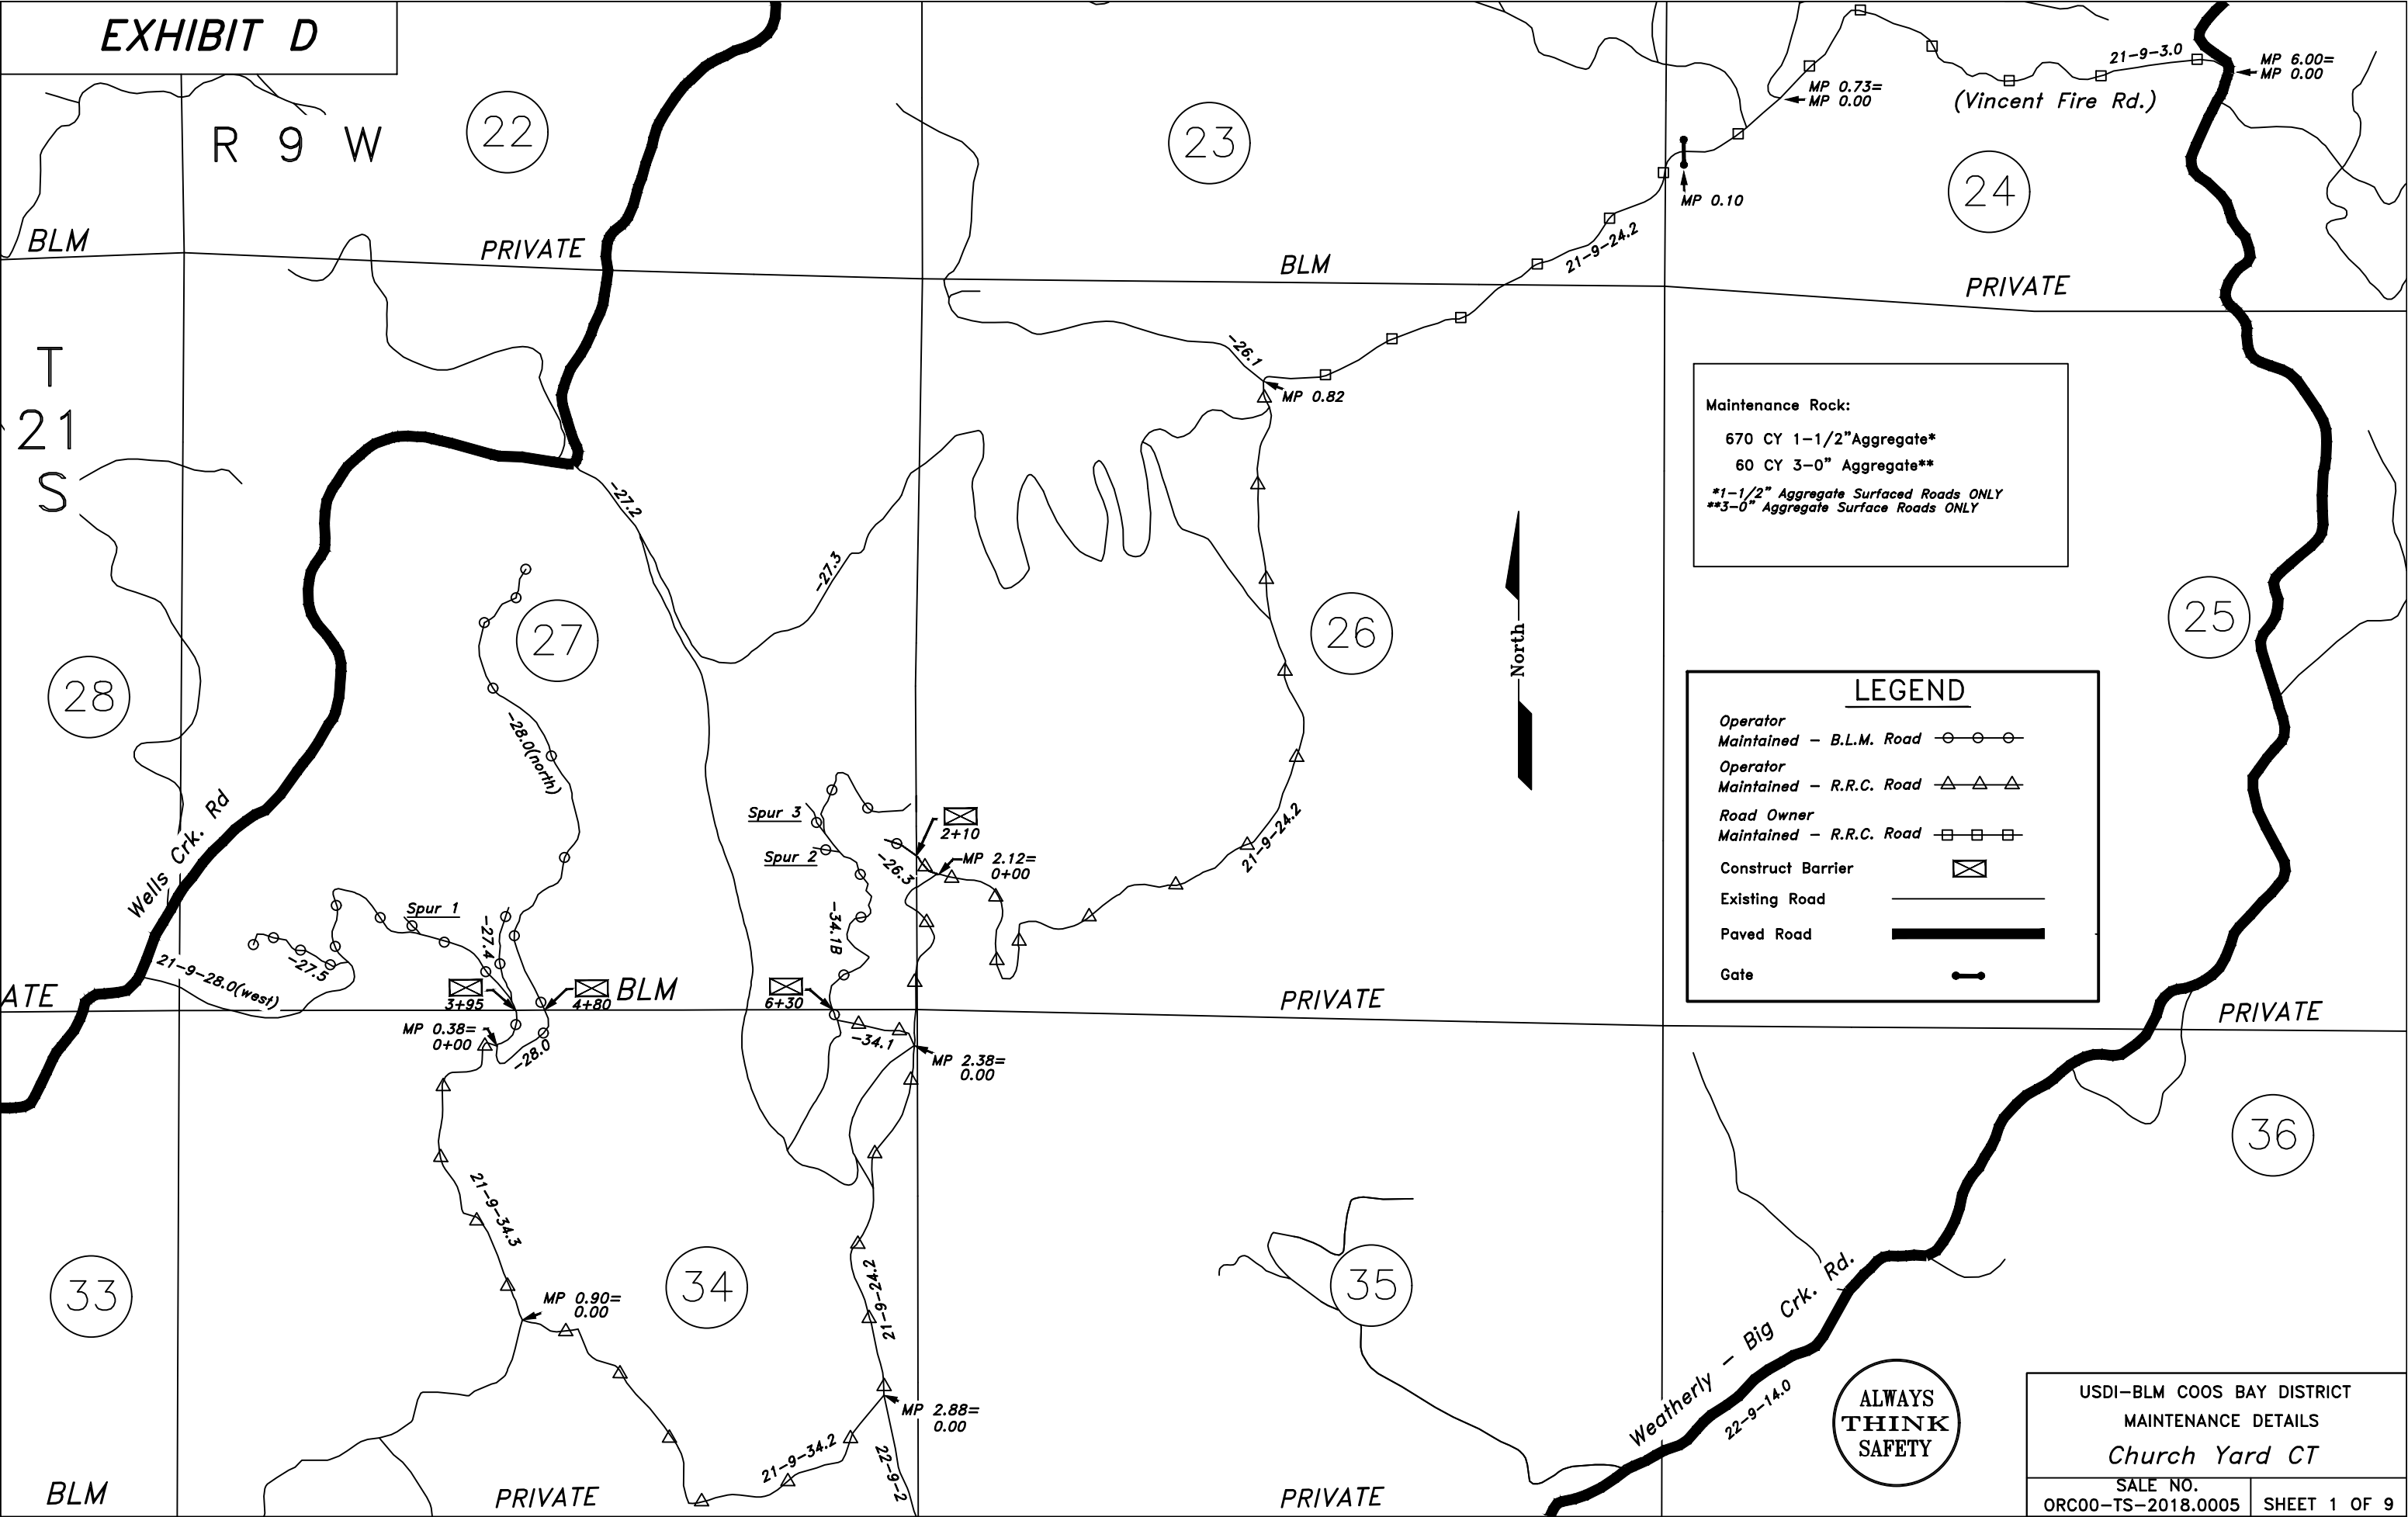 EXHIBIT D
R 9 W
22
23
24
21-9-3.0
MP 6.00=
MP 0.00
MP 0.73=
MP 0.00
(Vincent Fire Rd.)
MP 0.10
21-9-24.2
BLM
PRIVATE
BLM
PRIVATE
T
21
S
-26.1
MP 0.82
Maintenance Rock:
670 CY 1-1/2"Aggregate*
60 CY 3-0" Aggregate**
*1-1/2" Aggregate Surfaced Roads ONLY
**3-0" Aggregate Surface Roads ONLY
-27.2
-27.3
27
26
25
28
North
LEGEND
Operator
Maintained - B.L.M. Road
Operator
Maintained - R.R.C. Road
Road Owner
Maintained - R.R.C. Road
Construct Barrier
Existing Road
Paved Road
Gate
-28.0(north)
Wells Crk. Rd
Spur 3
Spur 2
2+10
-26.3
MP 2.12=
0+00
21-9-24.2
Spur 1
-27.4
-34.1B
-27.5
21-9-28.0(west)
ATE
3+95
4+80
BLM
6+30
PRIVATE
PRIVATE
MP 0.38=
0+00
-28.0
-34.1
MP 2.38=
0.00
36
21-9-34.3
33
34
35
MP 0.90=
0.00
21-9-24.2
MP 2.88=
0.00
21-9-34.2
22-9-2
Weatherly - Big Crk. Rd.
22-9-14.0
BLM
PRIVATE
PRIVATE
ALWAYS
THINK
SAFETY
USDI-BLM COOS BAY DISTRICT
MAINTENANCE DETAILS
Church Yard CT
SALE NO.
ORC00-TS-2018.0005
SHEET 1 OF 9